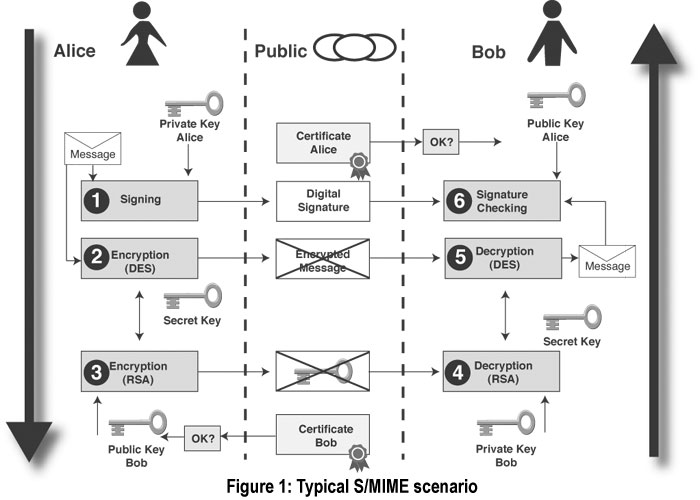 Alice
Public
Bob
Private Key
Alice
Message
Certificate
Alice
OK?
Public Key
Alice
1 Signing
Digital
Signature
6 Signature
Checking
2 Encryption
(DES)
Encrypted
Message
5 Decryption
(DES)
Message
Secret Key
Secret Key
3 Encryption
(RSA)
4 Decryption
(RSA)
Public Key
Bob
OK?
Certificate
Bob
Private Key
Bob
Figure 1: Typical S/MIME scenario